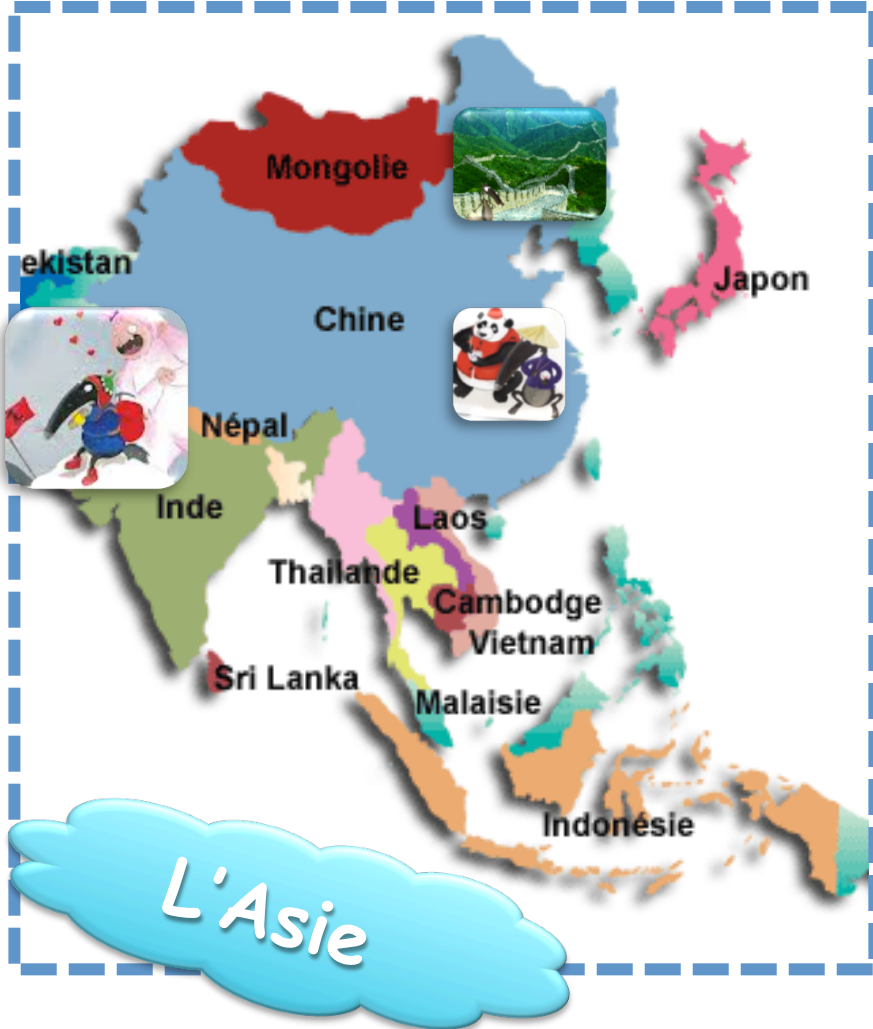 Mongolie
ekistan
Japon
Chine
Népal
Inde
Laos
Thailande
Cambodge
Vietnam
Sri Lanka
Malaisie
Indonésie
L'Asie